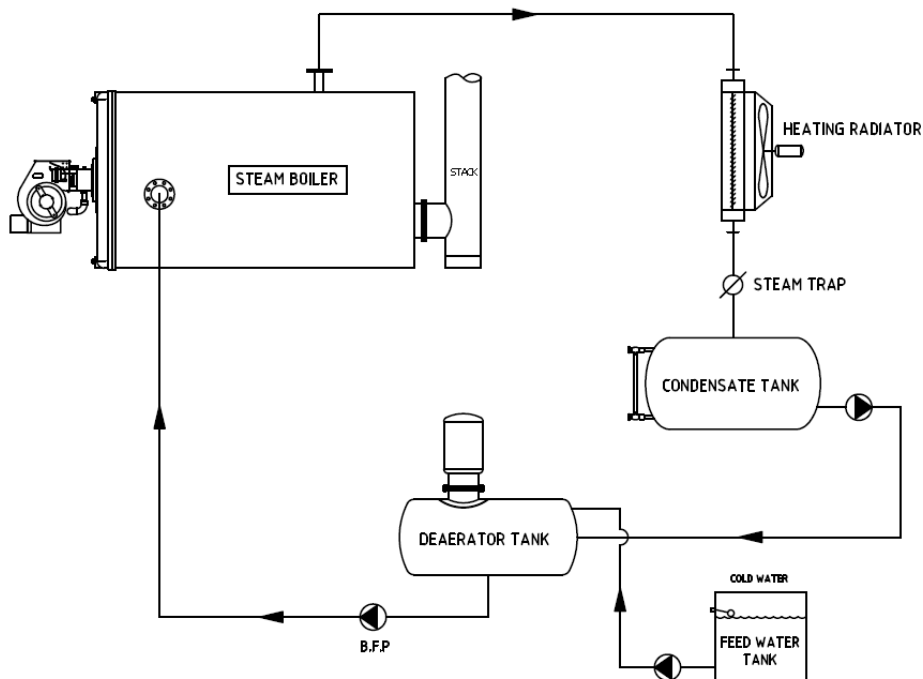 HEATING RADIATOR
STEAM BOILER
STACK
STEAM TRAP
CONDENSATE TANK
DEAERATOR TANK
COLD WATER
B.F.P
FEED WATER
TANK